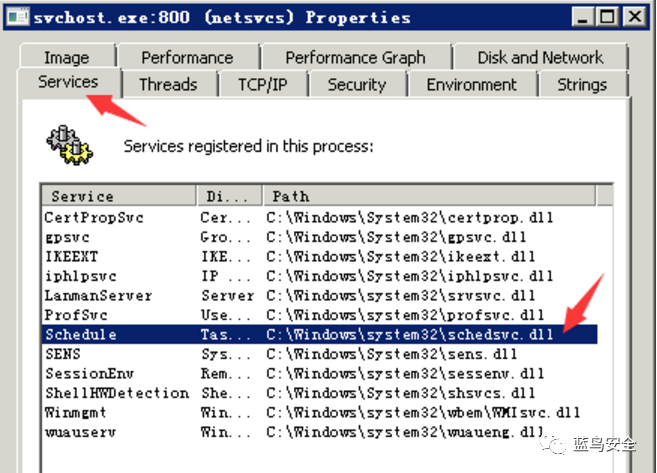 svchost.exe:800 (netsvcs) Properties
Image Performance Performance Graph Disk and Network
Services Threads TCP/IP Security Environment Strings
Services registered in this process:
Service Di... Path
CertPropSvc Cer... C:\Windows\System32\certprop.dll
gpsvc Gro... C:\Windows\System32\gpsvc.dll
IKEEXT IKE... C:\Windows\System32\ikeext.dll
iphlpsvc IP ... C:\Windows\System32\iphlpsvc.dll
LanmanServer Server C:\Windows\System32\srvsvc.dll
ProfSvc Use... C:\Windows\system32\profsvc.dll
Schedule Tas... C:\Windows\system32\schedsvc.dll
SENS Sys... C:\Windows\system32\sens.dll
SessionEnv Rem... C:\Windows\system32\sessenv.dll
ShellHWDetection She... C:\Windows\System32\shsvcs.dll
Winmgmt Win... C:\Windows\system32\wbem\WMIsvc.dll
wuauserv Win... C:\Windows\system32\wuaueng.dll
蓝鸟安全